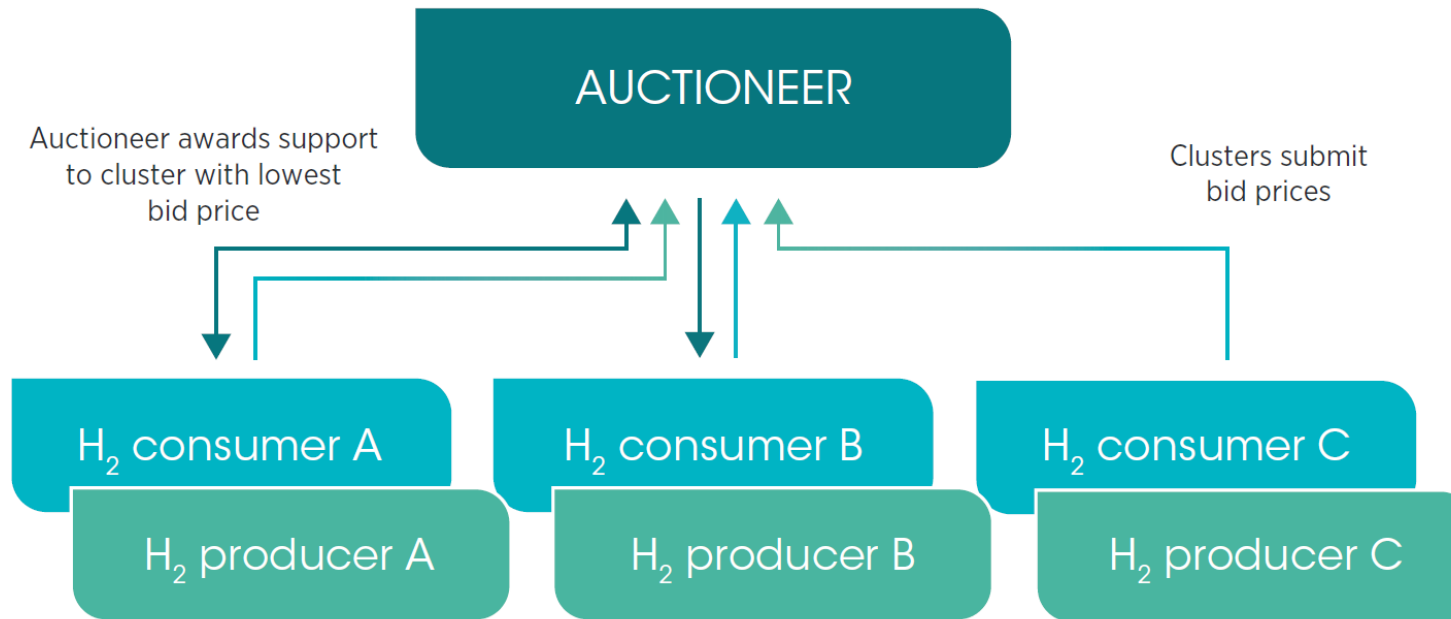 AUCTIONEER
Auctioneer awards support
to cluster with lowest
bid price
Clusters submit
bid prices
H₂ consumer A
H₂ consumer B
H₂ consumer C
H₂ producer A
H₂ producer B
H₂ producer C